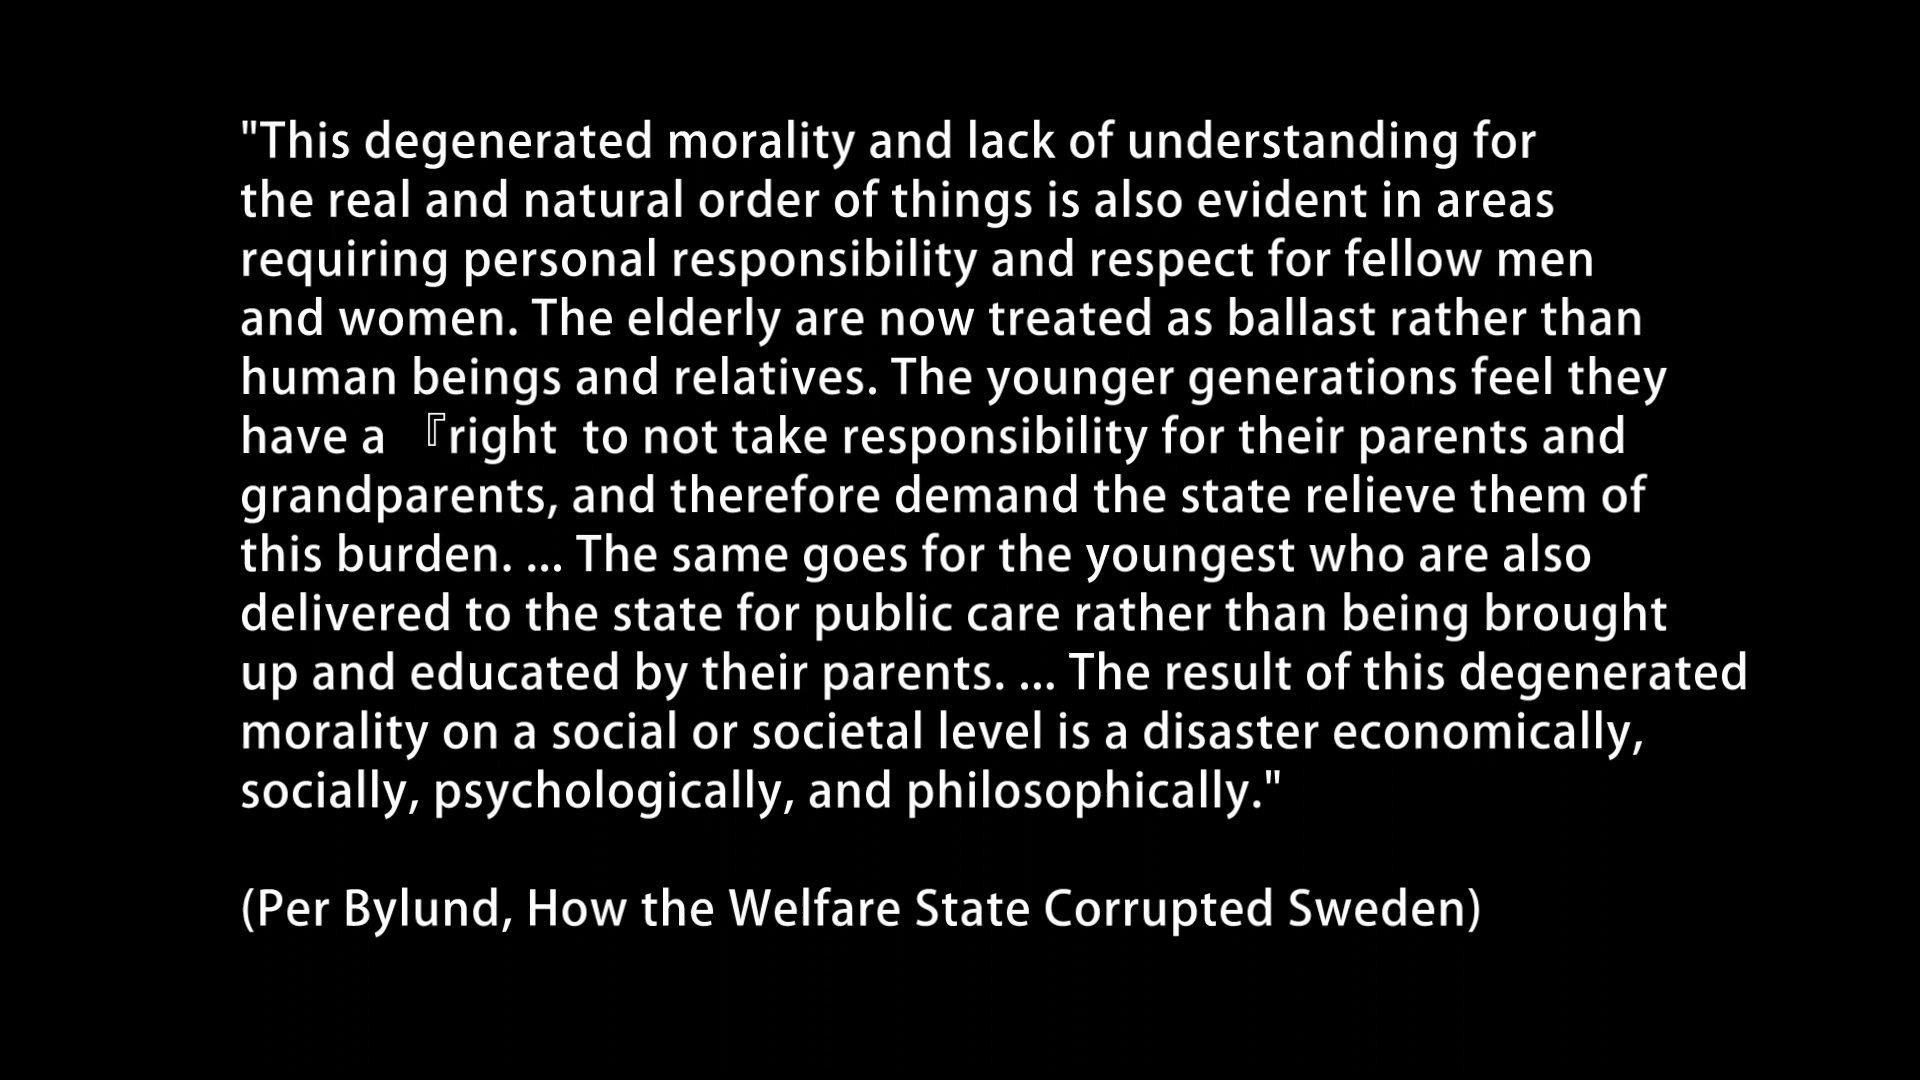 "This degenerated morality and lack of understanding for
the real and natural order of things is also evident in areas
requiring personal responsibility and respect for fellow men
and women. The elderly are now treated as ballast rather than
human beings and relatives. The younger generations feel they
have a 『right  to not take responsibility for their parents and
grandparents, and therefore demand the state relieve them of
this burden. ... The same goes for the youngest who are also
delivered to the state for public care rather than being brought
up and educated by their parents. ... The result of this degenerated
morality on a social or societal level is a disaster economically,
socially, psychologically, and philosophically."
(Per Bylund, How the Welfare State Corrupted Sweden)